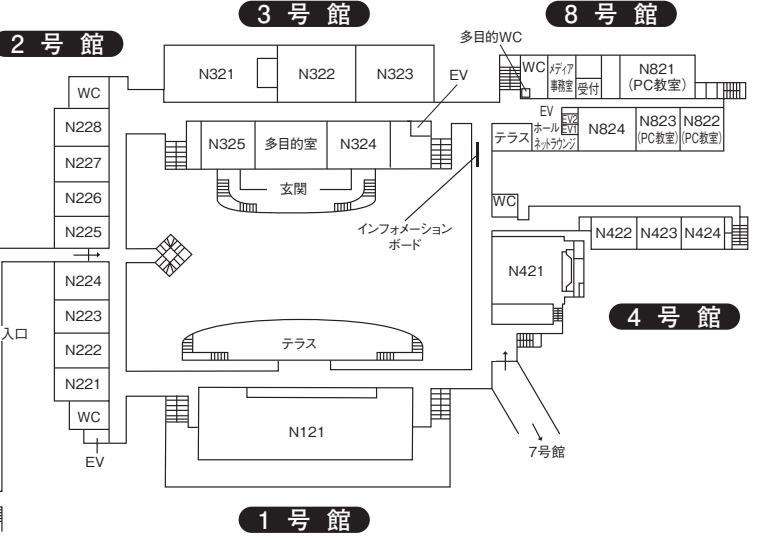 3 号 館
8 号 館
2 号 館
多目的WC
N321
N322
N323
EV
WC
メディア
事務室
受付
N821
(PC教室)
WC
N228
N227
N226
N225
N224
N223
N222
N221
WC
EV
N325
多目的室
N324
玄関
インフォメーション
ボード
テラス
EV
ホール
ネットラウンジ
EV2
EV1
N824
N823
(PC教室)
N822
(PC教室)
WC
N422
N423
N424
N421
4 号 館
入口
テラス
N121
7号館
1 号 館